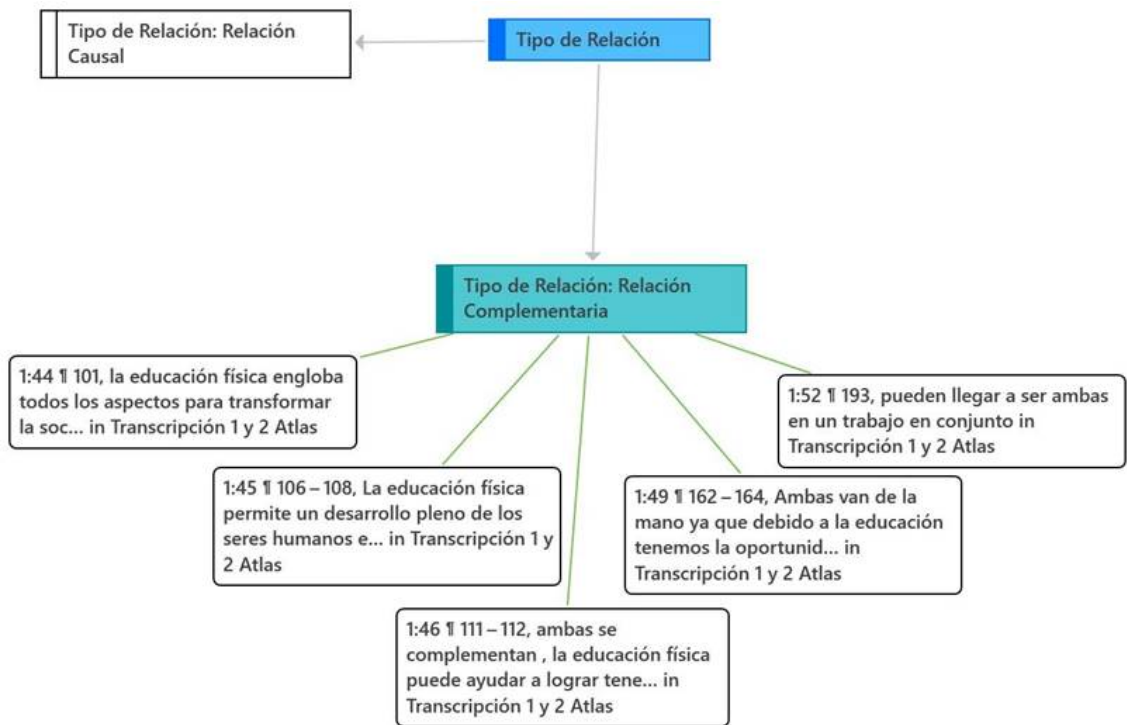 Tipo de Relación: Relación
Causal
Tipo de Relación
Tipo de Relación: Relación
Complementaria
1:44 ¶ 101, la educación física engloba
todos los aspectos para transformar
la soc... in Transcripción 1 y 2 Atlas
1:52 ¶ 193, pueden llegar a ser ambas
en un trabajo en conjunto in
Transcripción 1 y 2 Atlas
1:45 ¶ 106 – 108, La educación física
permite un desarrollo pleno de los
seres humanos e... in Transcripción 1 y
2 Atlas
1:49 ¶ 162 – 164, Ambas van de la
mano ya que debido a la educación
tenemos la oportunid... in
Transcripción 1 y 2 Atlas
1:46 ¶ 111 – 112, ambas se
complementan , la educación física
puede ayudar a lograr tene... in
Transcripción 1 y 2 Atlas